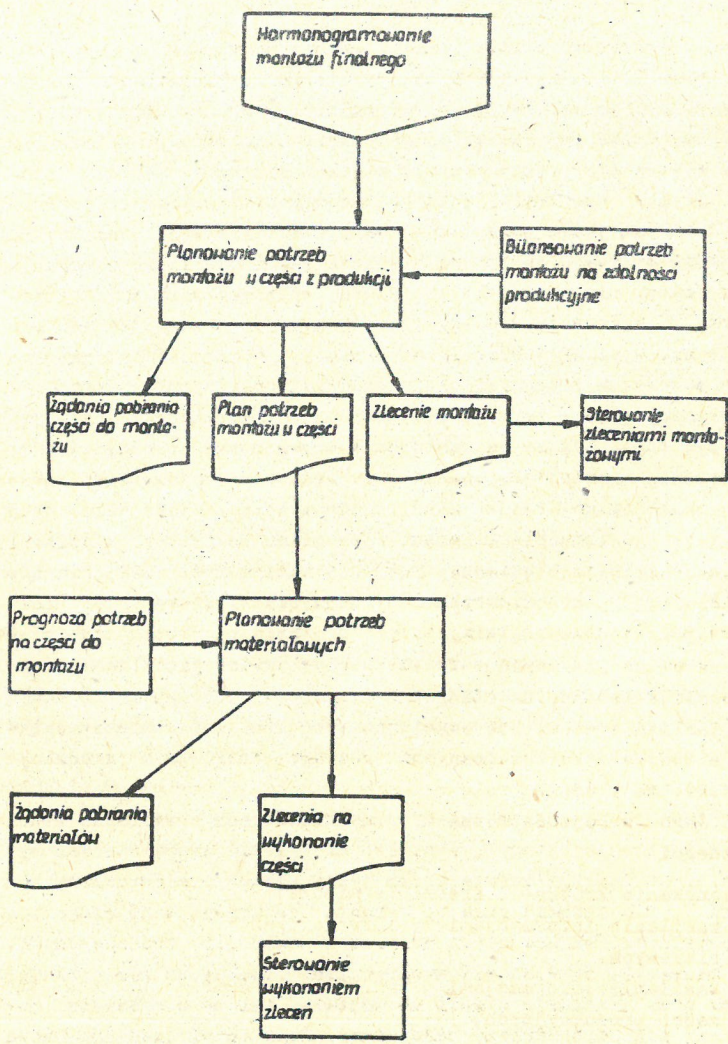 Harmonogramowanie
montażu finalnego
Planowanie potrzeb
montażu w części z produkcji
Bilansowanie potrzeb
montażu na zdolności
produkcyjne
Żądania pobrania
części do monta-
żu
Plan potrzeb
montażu w części
Zlecenie montażu
Sterowanie
zleceniami monta-
żowymi
Prognoza potrzeb
na części do
montażu
Planowanie potrzeb
materiałowych
Żądania pobrania
materiałów
Zlecenia na
wykonanie
części
Sterowanie
wykonaniem
zleceń